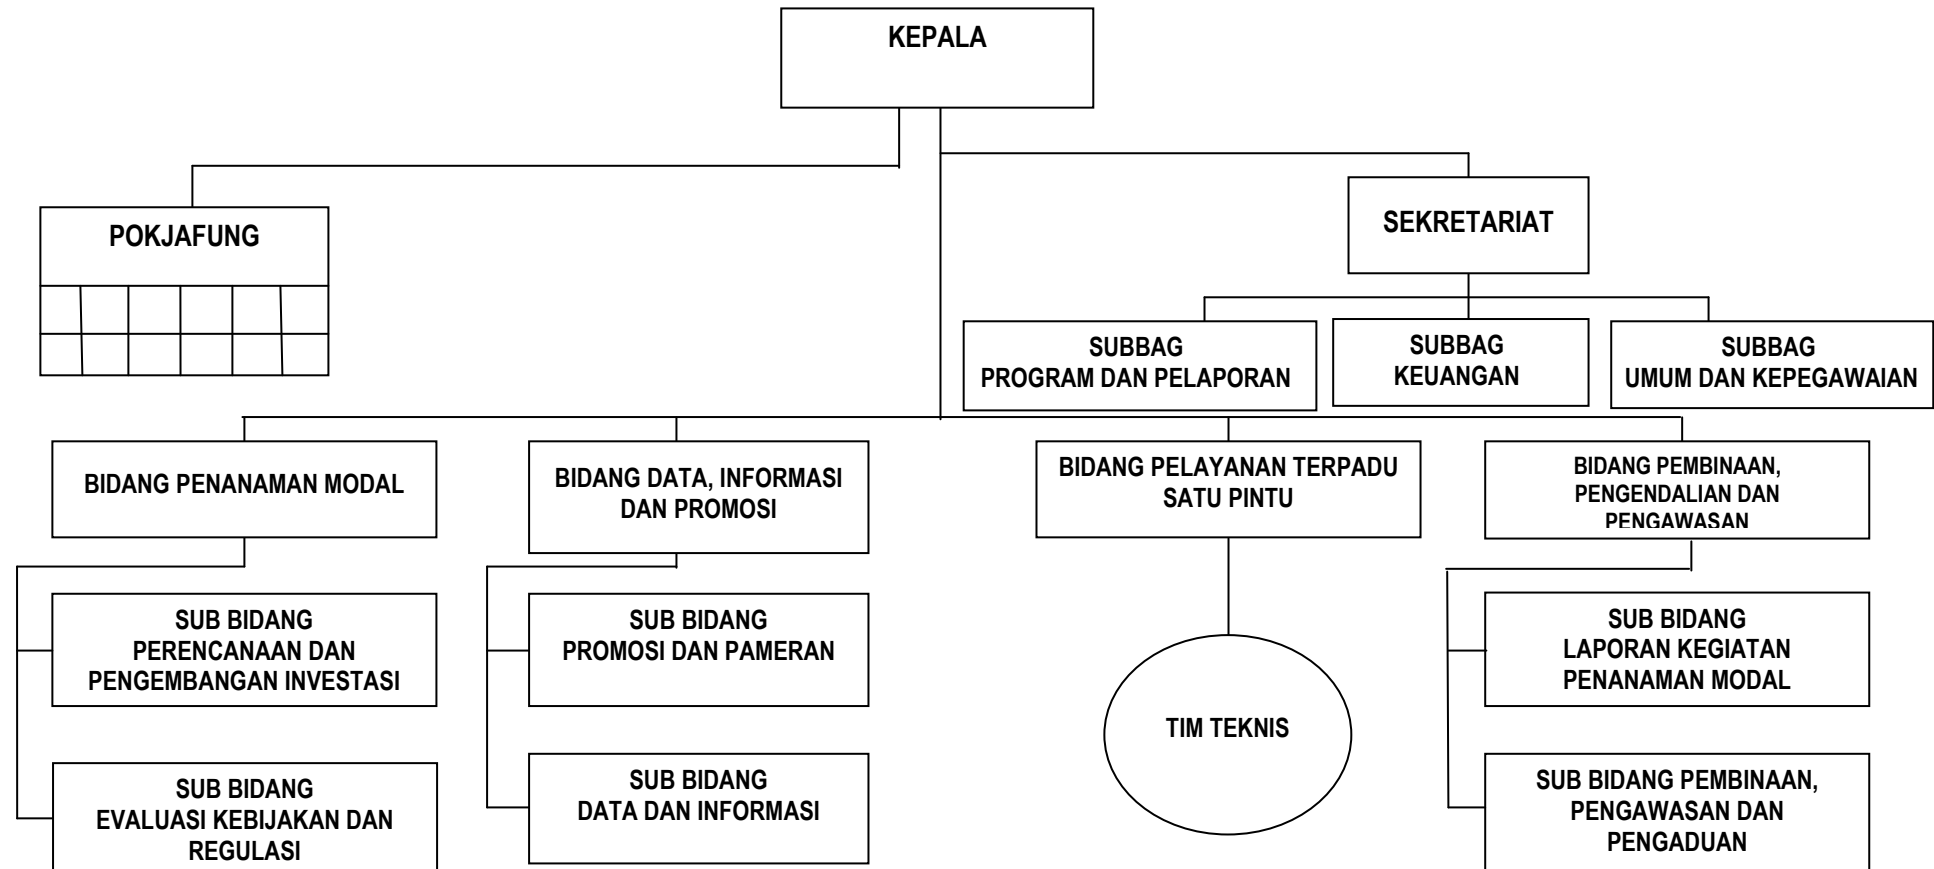 KEPALA
POKJAFUNG
SEKRETARIAT
SUBBAG
PROGRAM DAN PELAPORAN
SUBBAG
KEUANGAN
SUBBAG
UMUM DAN KEPEGAWAIAN
BIDANG PENANAMAN MODAL
BIDANG DATA, INFORMASI
DAN PROMOSI
BIDANG PELAYANAN TERPADU
SATU PINTU
BIDANG PEMBINAAN,
PENGENDALIAN DAN
PENGAWASAN
SUB BIDANG
PERENCANAAN DAN
PENGEMBANGAN INVESTASI
SUB BIDANG
PROMOSI DAN PAMERAN
SUB BIDANG
LAPORAN KEGIATAN
PENANAMAN MODAL
TIM TEKNIS
SUB BIDANG
EVALUASI KEBIJAKAN DAN
REGULASI
SUB BIDANG
DATA DAN INFORMASI
SUB BIDANG PEMBINAAN,
PENGAWASAN DAN
PENGADUAN